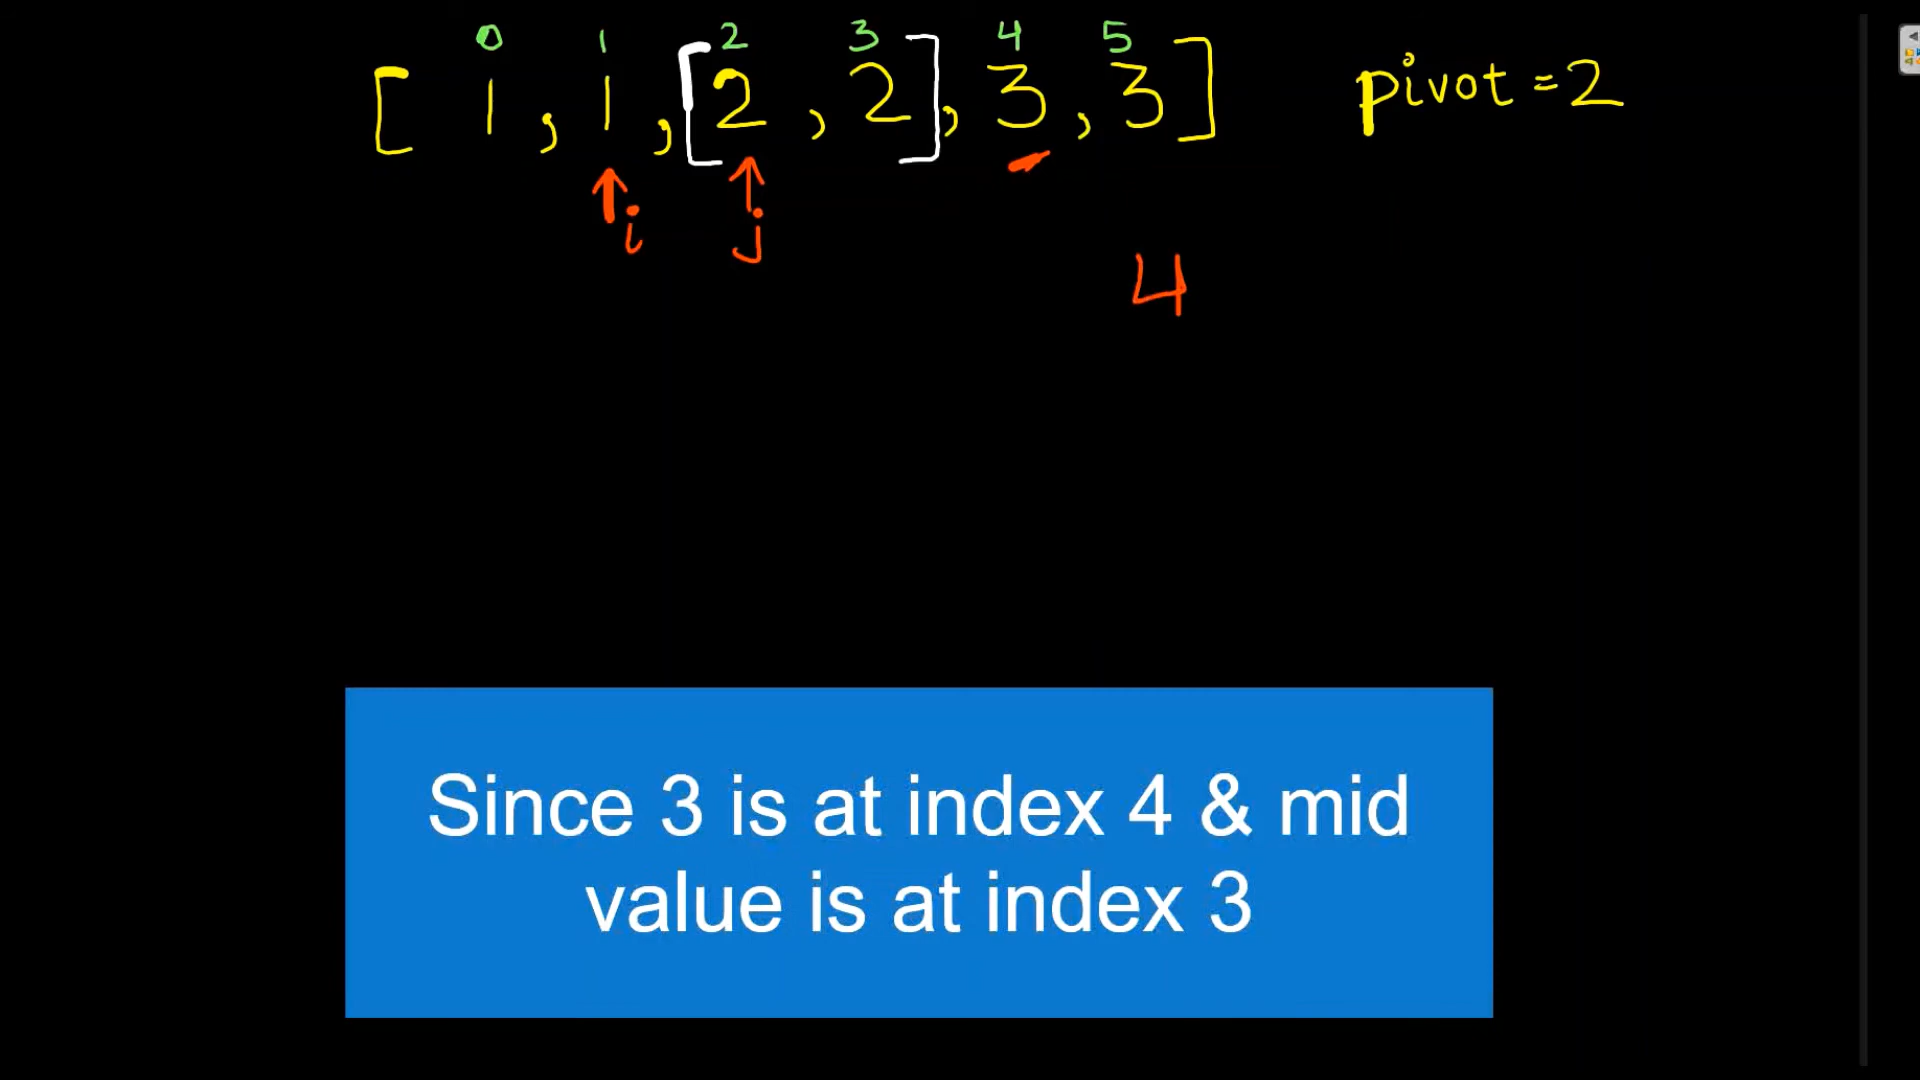 0 1 2 3 4 5
[ 1 , 1 , [ 2 , 2 ] , 3 , 3 ] pivot = 2
i j
4
Since 3 is at index 4 & mid
value is at index 3